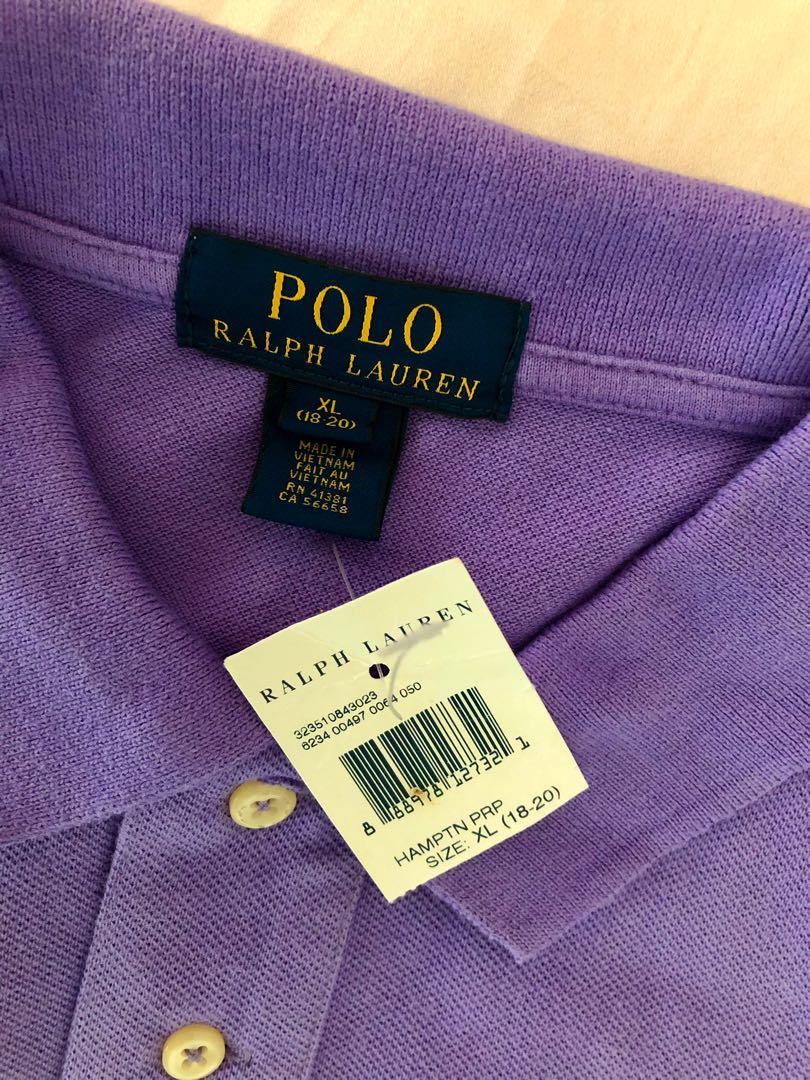 POLO
RALPH LAUREN
XL
(18-20)
MADE IN
VIETNAM
FAIT AU
VIETNAM
RN 41381
CA 56658
RALPH LAUREN
323510843023
6234 00497 0064 050
8 88978 12732 1
HAMPTN PRP
SIZE: XL (18-20)